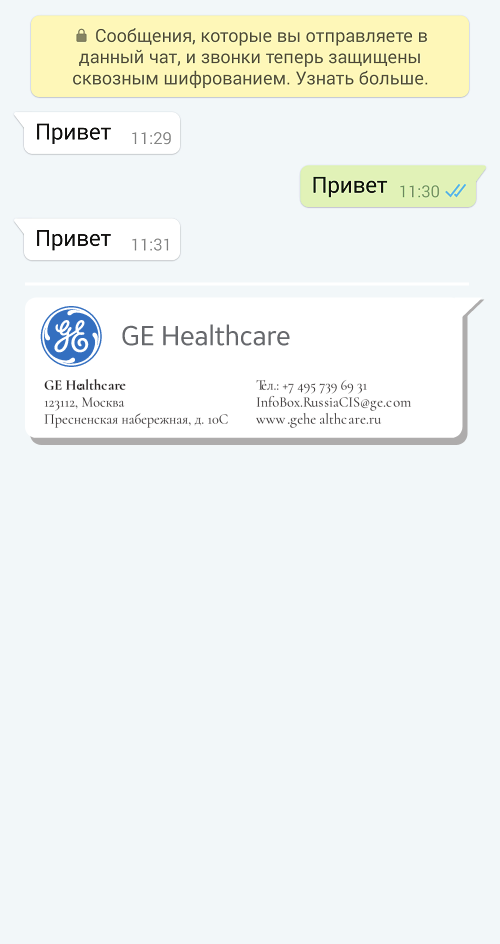 Сообщения, которые вы отправляете в
данный чат, и звонки теперь защищены
сквозным шифрованием. Узнать больше.
Привет 11:29
Привет 11:30
Привет 11:31
GE
GE Healthcare
GE Healthcare
123112, Москва
Пресненская набережная, д. 10С
Тел.: +7 495 739 69 31
InfoBox.RussiaCIS@ge.com
www.gehe althcare.ru